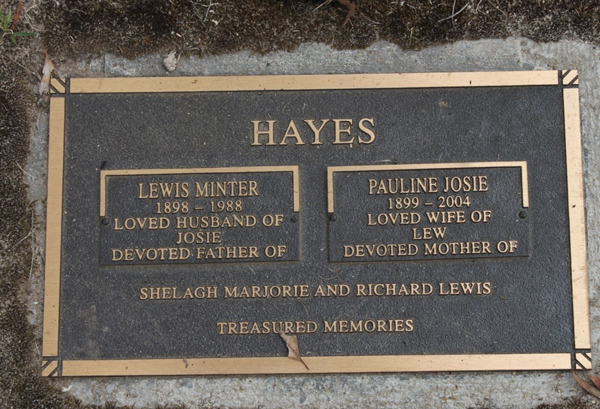 HAYES
LEWIS MINTER
1898 – 1988
LOVED HUSBAND OF
JOSIE
DEVOTED FATHER OF
PAULINE JOSIE
1899 – 2004
LOVED WIFE OF
LEW
DEVOTED MOTHER OF
SHELAGH MARJORIE AND RICHARD LEWIS
TREASURED MEMORIES